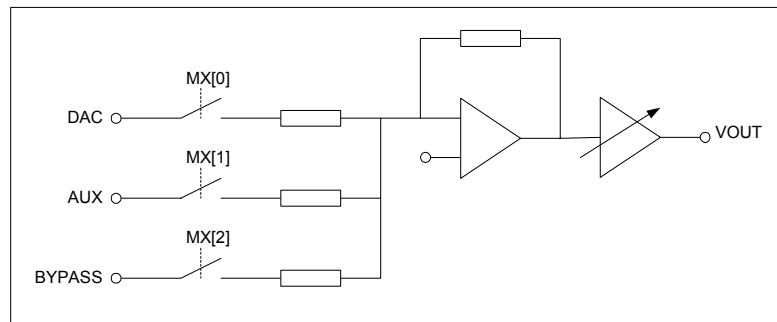 MX[0]
DAC
VOUT
MX[1]
AUX
MX[2]
BYPASS